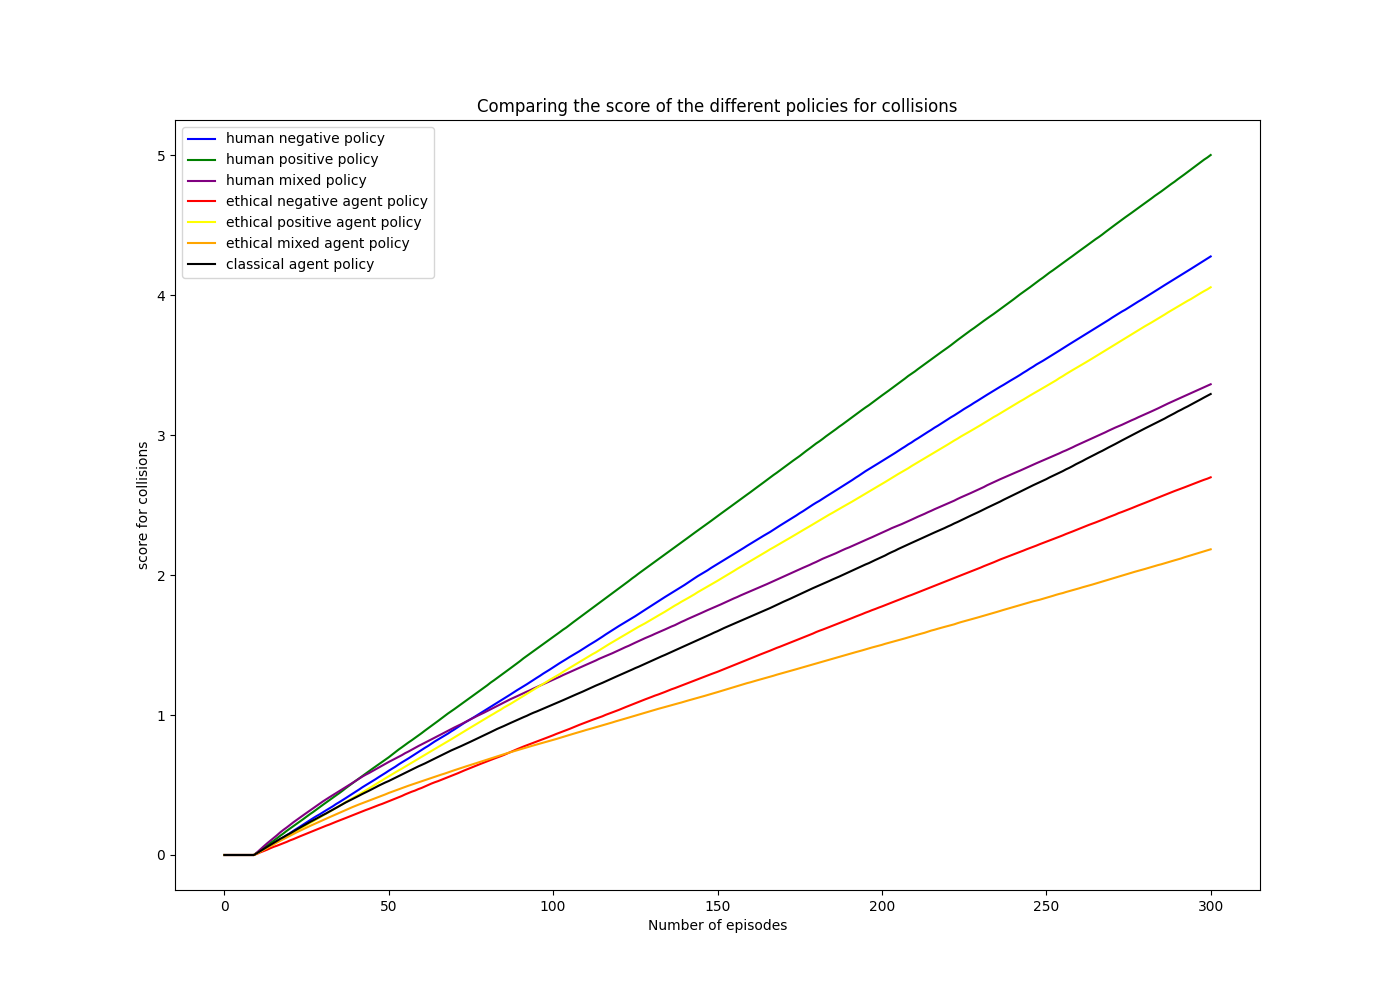 Comparing the score of the different policies for collisions
human negative policy
human positive policy
human mixed policy
ethical negative agent policy
ethical positive agent policy
ethical mixed agent policy
classical agent policy
5
4
3
2
1
0
score for collisions
0 50 100 150 200 250 300
Number of episodes